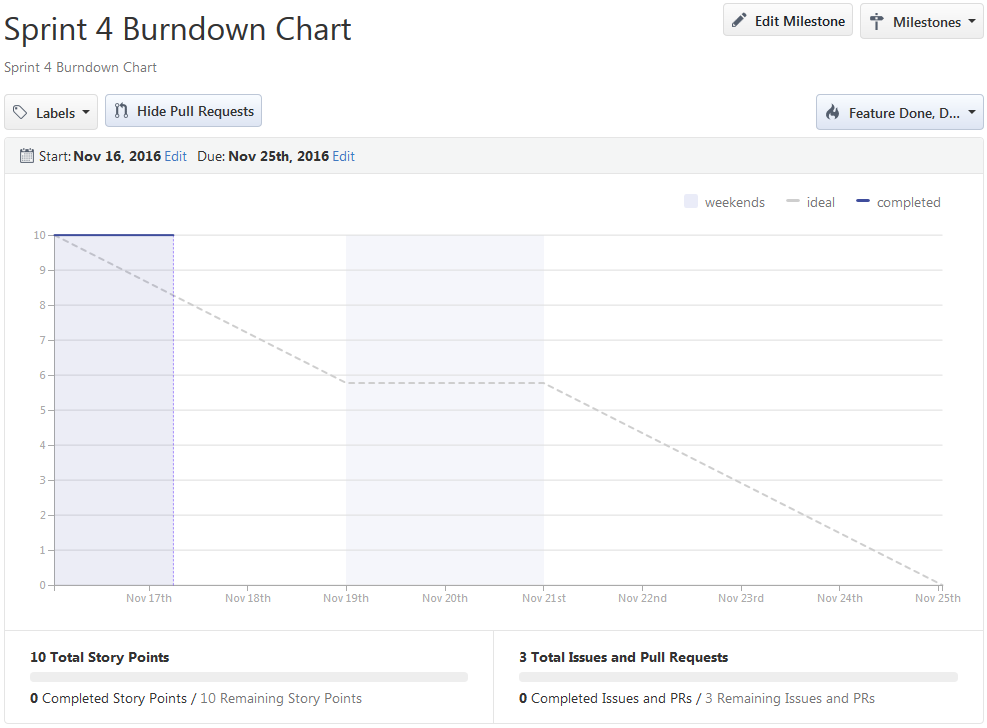 Sprint 4 Burndown Chart
Edit Milestone
Milestones
Sprint 4 Burndown Chart
Labels
Hide Pull Requests
Feature Done, D...
Start: Nov 16, 2016 Edit Due: Nov 25th, 2016 Edit
weekends ideal completed
10
9
8
7
6
5
4
3
2
1
0
Nov 17th Nov 18th Nov 19th Nov 20th Nov 21st Nov 22nd Nov 23rd Nov 24th Nov 25th
10 Total Story Points
0 Completed Story Points / 10 Remaining Story Points
3 Total Issues and Pull Requests
0 Completed Issues and PRs / 3 Remaining Issues and PRs